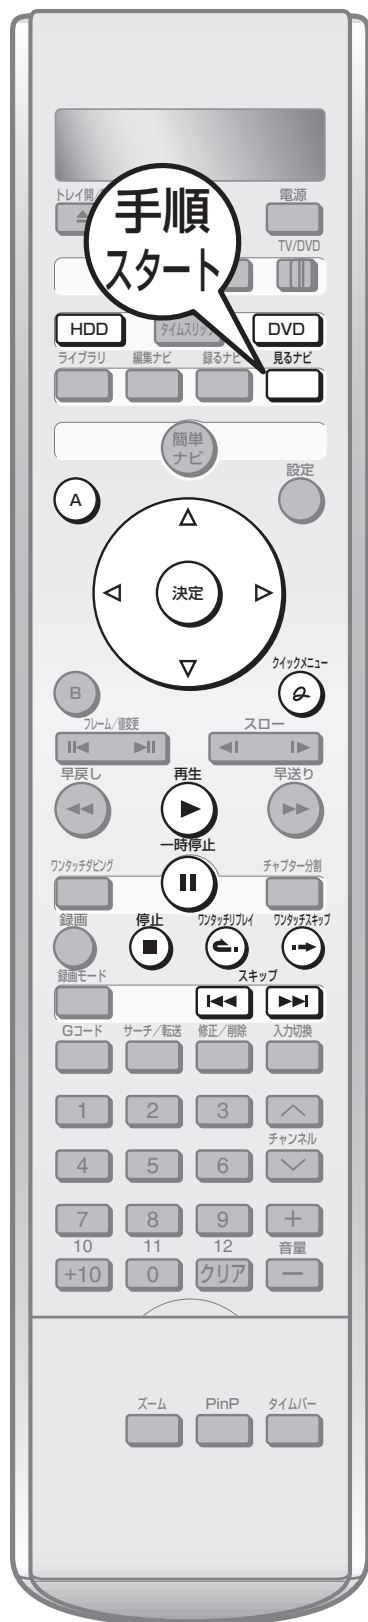 手順
スタート
トレイ開/
電源
TV/DVD
HDD
タイムスリップ
DVD
ライブラリ 編集ナビ 録るナビ 見るナビ
簡単
ナビ
設定
A
決定
クイックメニュー
B
フレーム/値変更 スロー
早戻し 再生 早送り
一時停止
ワンタッチダビング チャプター分割
録画 停止 ワンタッチリプレイ ワンタッチスキップ
録画モード スキップ
Gコード サーチ/転送 修正/削除 入力切換
1 2 3
チャンネル
4 5 6
7 8 9 +
10 11 12 音量
+10 0 クリア −
ズーム PinP タイムバー